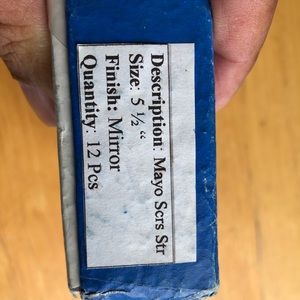 Description: Mayo Scrs Str
Size: 5 ½ “
Finish: Mirror
Quantity: 12 Pcs